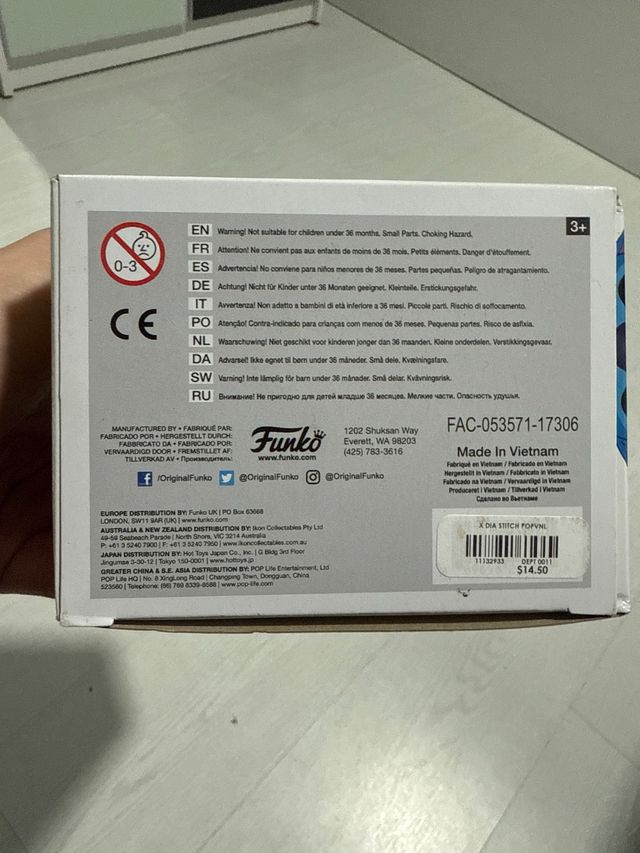 0-3
CE
3+
EN Warning! Not suitable for children under 36 months. Small Parts. Choking Hazard.
FR Attention! Ne convient pas aux enfants de moins de 36 mois. Petits éléments. Danger d'étouffement.
ES Advertencia! No conviene para niños menores de 36 meses. Partes pequeñas. Peligro de atragantamiento.
DE Achtung! Nicht für Kinder unter 36 Monaten geeignet. Kleinteile. Erstickungsgefahr.
IT Avvertenza! Non adatto a bambini di età inferiore a 36 mesi. Piccole parti. Rischio di soffocamento.
PO Atenção! Contra-indicado para crianças com menos de 36 meses. Pequenas partes. Risco de asfixia.
NL Waarschuwing! Niet geschikt voor kinderen jonger dan 36 maanden. Kleine onderdelen. Verstikkingsgevaar.
DA Advarsel! Ikke egnet til børn under 36 måneder. Små dele. Kvælningsfare.
SW Varning! Inte lämplig för barn under 36 månader. Små delar. Kvävningsrisk.
RU Внимание! Не пригодно для детей младше 36 месяцев. Мелкие части. Опасность удушья.
MANUFACTURED BY • FABRIQUÉ PAR:
FABRICADO POR • HERGESTELLT DURCH:
FABBRICATO DA • FABRICADO POR:
VERVAARDIGD DOOR • FREMSTILLET AF:
TILLVERKAD AV • Производитель:
Funko
www.funko.com
1202 Shuksan Way
Everett, WA 98203
(425) 783-3616
/OriginalFunko @OriginalFunko @OriginalFunko
FAC-053571-17306
Made In Vietnam
Fabriqué en Vietnam / Fabricado en Vietnam
Hergestellt in Vietnam / Fabbricato in Vietnam
Fabricado na Vietnam / Vervaardigd in Vietnam
Produceret i Vietnam / Tillverkad i Vietnam
Сделано во Вьетнаме
EUROPE DISTRIBUTION BY: Funko UK | PO Box 63668
LONDON, SW11 9AR (UK) | www.funko.com
AUSTRALIA & NEW ZEALAND DISTRIBUTION BY: Ikon Collectables Pty Ltd
49-59 Seabeach Parade | North Shore, VIC 3214 Australia
P: +61 3 5240 7900 | F: +61 3 5240 7950 | www.ikoncollectables.com.au
JAPAN DISTRIBUTION BY: Hot Toys Japan Co., Inc. | Q Bldg 3rd Floor
Jingumae 3-30-12 | Tokyo 150-0001 | www.hottoys.jp
GREATER CHINA & S.E. ASIA DISTRIBUTION BY: POP Life Entertainment, Ltd
POP Life HQ | No. 8 XingLong Road | Changping Town, Dongguan, China
523560 | Telephone: (86) 769 8339-8588 | www.pop-life.com
X DIA STITCH POPVNL
11132933 DEPT 0011
$14.50